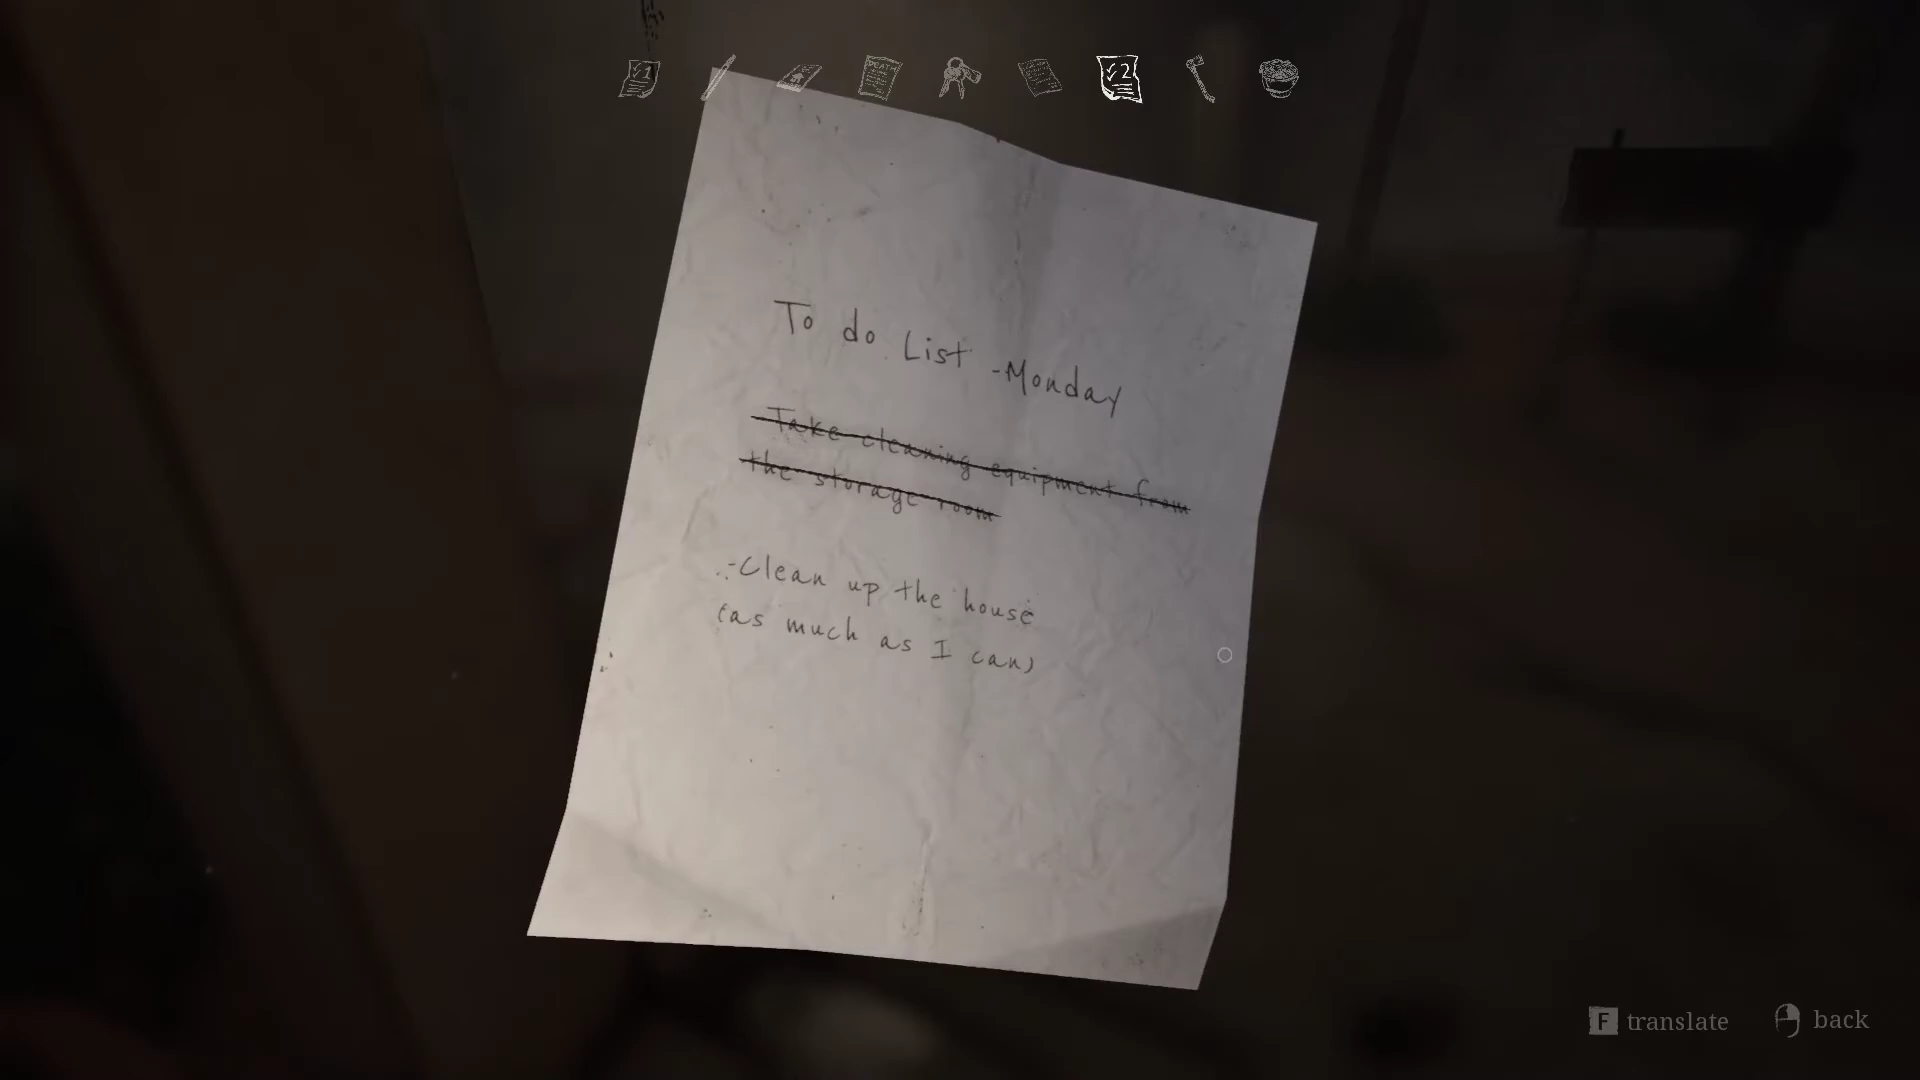 DEATH
To do List -Monday
Take cleaning equipment from
the storage room
-Clean up the house
(as much as I can)
F translate
back